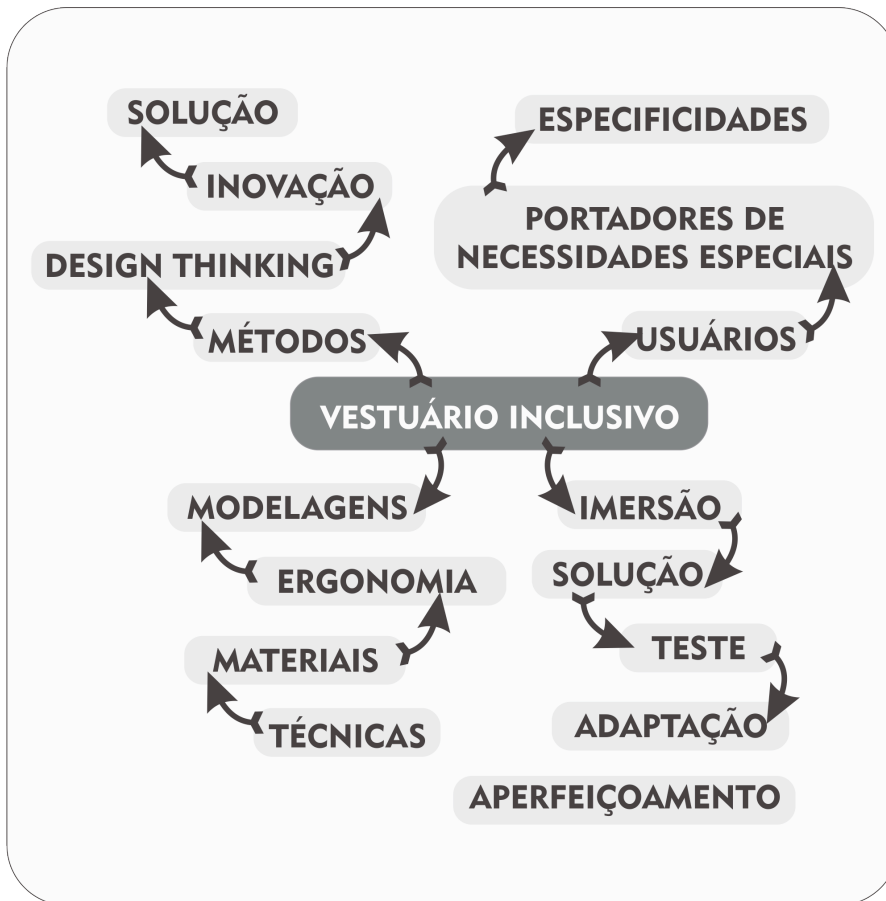 SOLUÇÃO
INOVAÇÃO
DESIGN THINKING
MÉTODOS
ESPECIFICIDADES
PORTADORES DE
NECESSIDADES ESPECIAIS
USUÁRIOS
VESTUÁRIO INCLUSIVO
MODELAGENS
ERGONOMIA
MATERIAIS
TÉCNICAS
IMERSÃO
SOLUÇÃO
TESTE
ADAPTAÇÃO
APERFEIÇOAMENTO